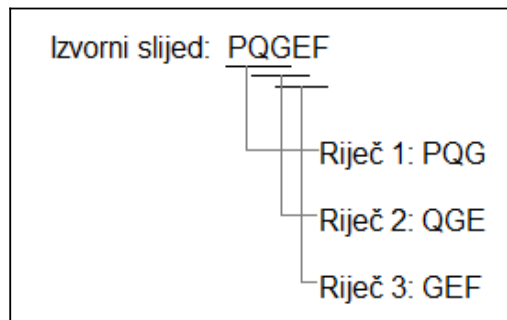 Izvorni slijed: PQGEF
Riječ 1: PQG
Riječ 2: QGE
Riječ 3: GEF